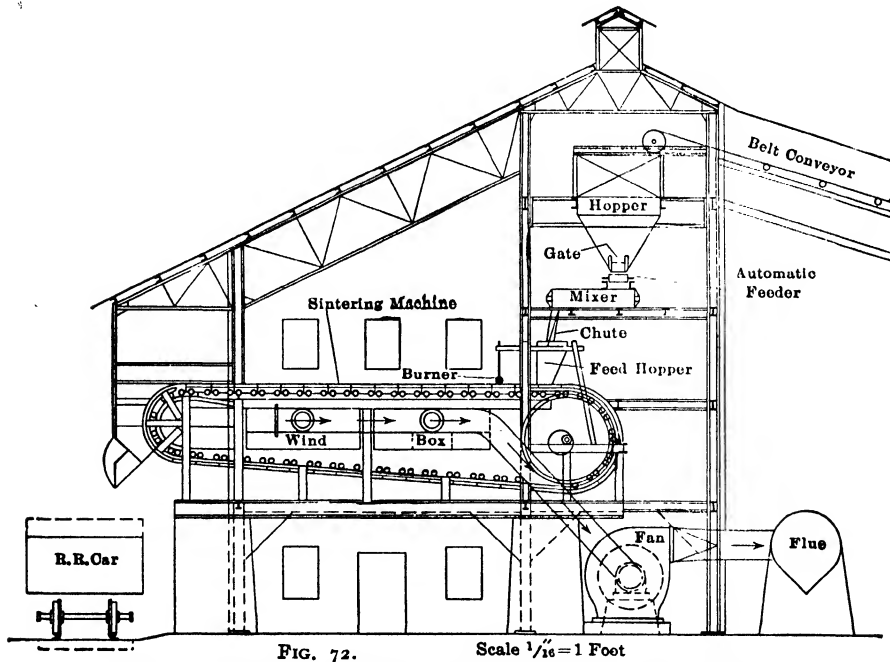 Belt Conveyor
Hopper
Gate
Automatic
Feeder
Mixer
Sintering Machine
Chute
Burner
Feed Hopper
Wind
Box
Fan
Flue
R.R.Car
FIG. 72.
Scale 1/16" = 1 Foot